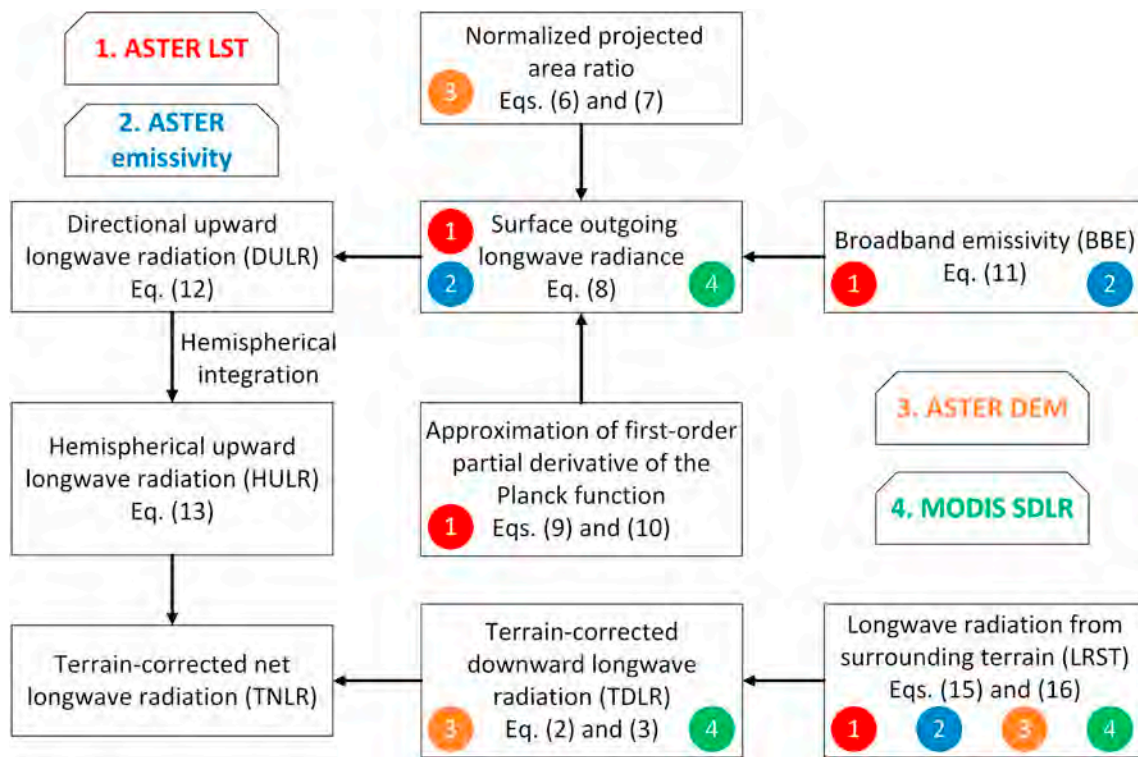 1. ASTER LST
2. ASTER
emissivity
Normalized projected
area ratio
3
Eqs. (6) and (7)
Directional upward
longwave radiation (DULR)
Eq. (12)
1
Surface outgoing
longwave radiance
2
Eq. (8)
4
Broadband emissivity (BBE)
Eq. (11)
1
2
Hemispherical
integration
Hemispherical upward
longwave radiation (HULR)
Eq. (13)
Approximation of first-order
partial derivative of the
Planck function
1
Eqs. (9) and (10)
3. ASTER DEM
4. MODIS SDLR
Terrain-corrected net
longwave radiation (TNLR)
Terrain-corrected
downward longwave
radiation (TDLR)
3
Eq. (2) and (3)
4
Longwave radiation from
surrounding terrain (LRST)
Eqs. (15) and (16)
1 2 3 4